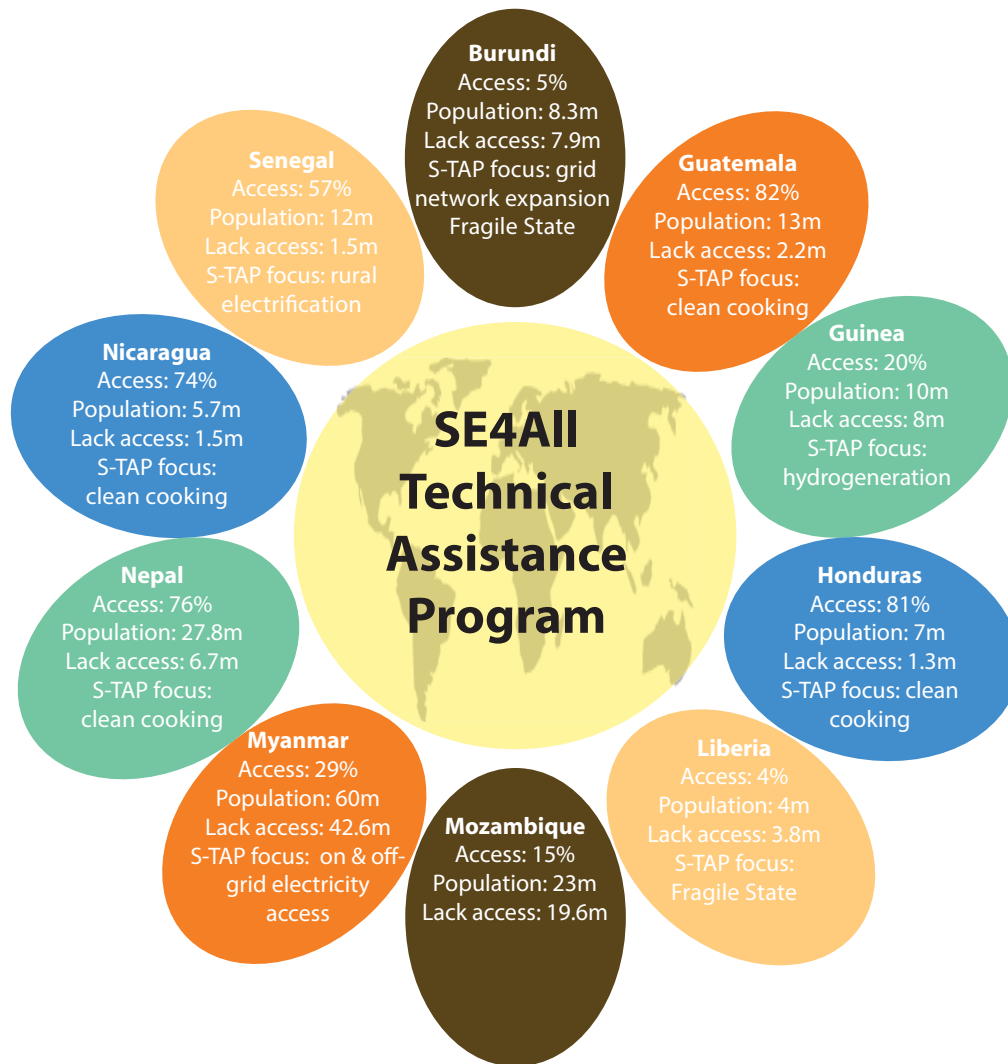 Burundi
Access: 5%
Population: 8.3m
Lack access: 7.9m
S-TAP focus: grid
network expansion
Fragile State
Guatemala
Access: 82%
Population: 13m
Lack access: 2.2m
S-TAP focus:
clean cooking
Guinea
Access: 20%
Population: 10m
Lack access: 8m
S-TAP focus:
hydrogeneration
Honduras
Access: 81%
Population: 7m
Lack access: 1.3m
S-TAP focus: clean
cooking
Liberia
Access: 4%
Population: 4m
Lack access: 3.8m
S-TAP focus:
Fragile State
Mozambique
Access: 15%
Population: 23m
Lack access: 19.6m
Myanmar
Access: 29%
Population: 60m
Lack access: 42.6m
S-TAP focus: on & off-
grid electricity
access
Nepal
Access: 76%
Population: 27.8m
Lack access: 6.7m
S-TAP focus:
clean cooking
Nicaragua
Access: 74%
Population: 5.7m
Lack access: 1.5m
S-TAP focus:
clean cooking
Senegal
Access: 57%
Population: 12m
Lack access: 1.5m
S-TAP focus: rural
electrification
SE4All
Technical
Assistance
Program